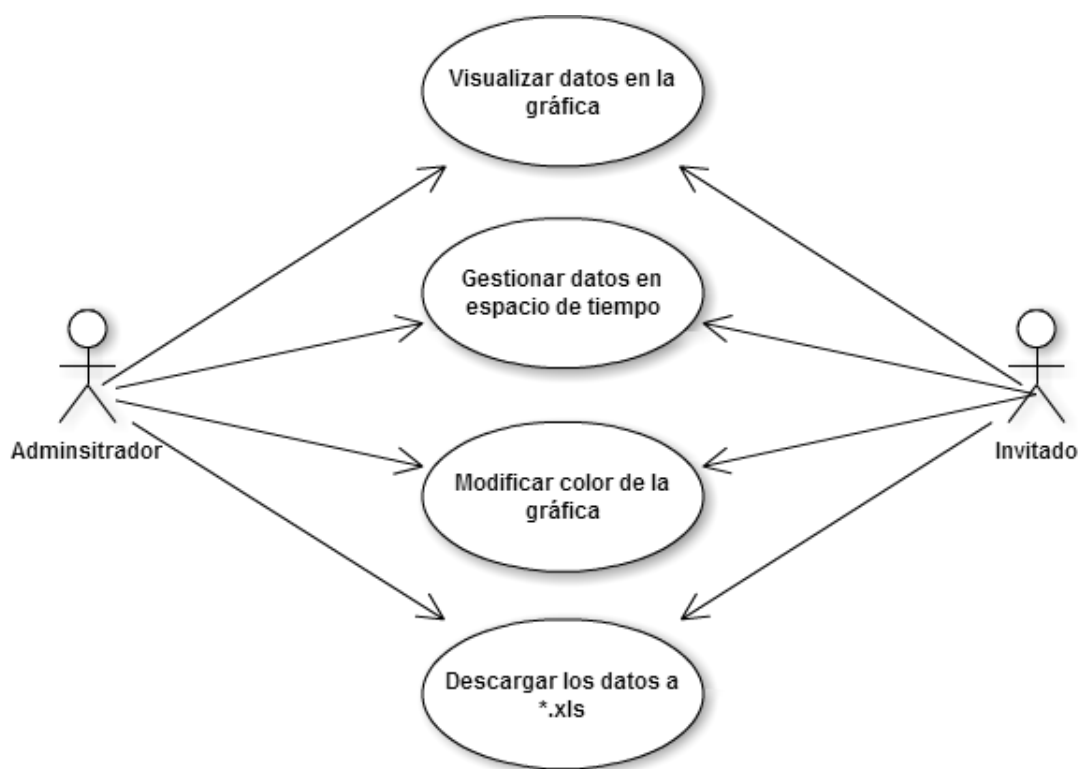 Visualizar datos en la
gráfica
Gestionar datos en
espacio de tiempo
Adminsitrador
Invitado
Modificar color de la
gráfica
Descargar los datos a
*.xls